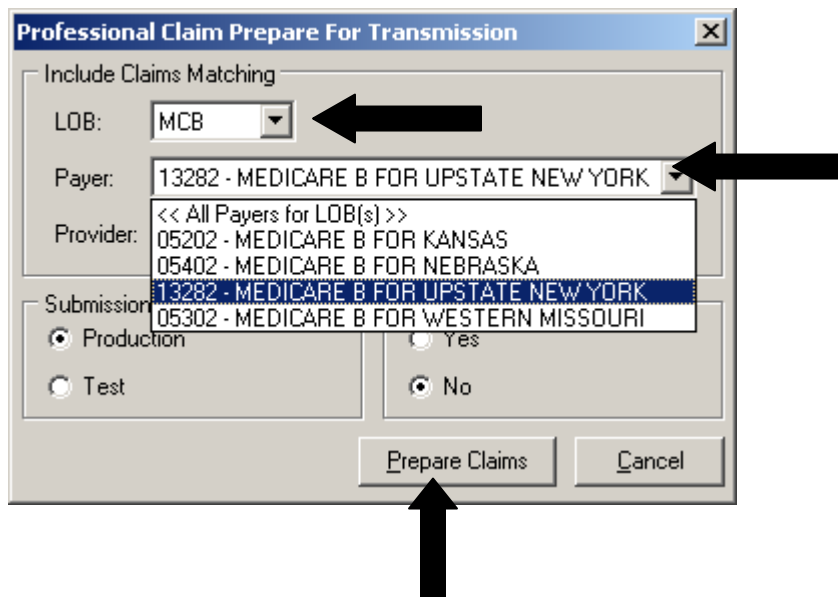 Professional Claim Prepare For Transmission
Include Claims Matching
LOB: MCB
Payer: 13282 - MEDICARE B FOR UPSTATE NEW YORK
<< All Payers for LOB(s) >>
Provider: 05202 - MEDICARE B FOR KANSAS
05402 - MEDICARE B FOR NEBRASKA
13282 - MEDICARE B FOR UPSTATE NEW YORK
Submission 05302 - MEDICARE B FOR WESTERN MISSOURI
Production Yes
Test No
Prepare Claims Cancel